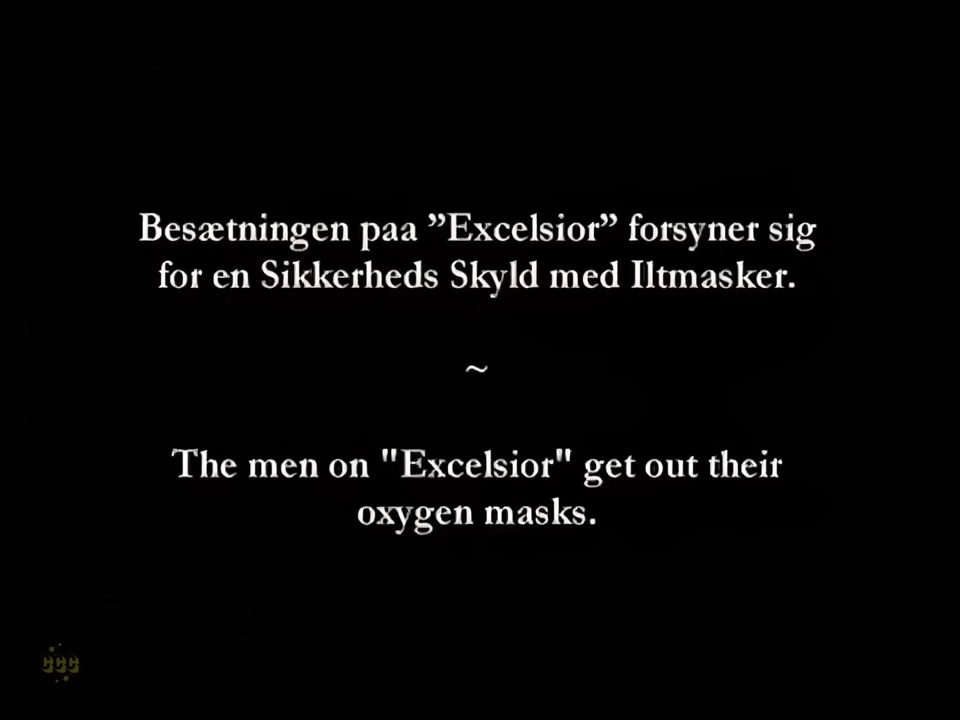 Besætningen paa ”Excelsior” forsyner sig
for en Sikkerheds Skyld med Iltmasker.
~
The men on "Excelsior" get out their
oxygen masks.
CCC